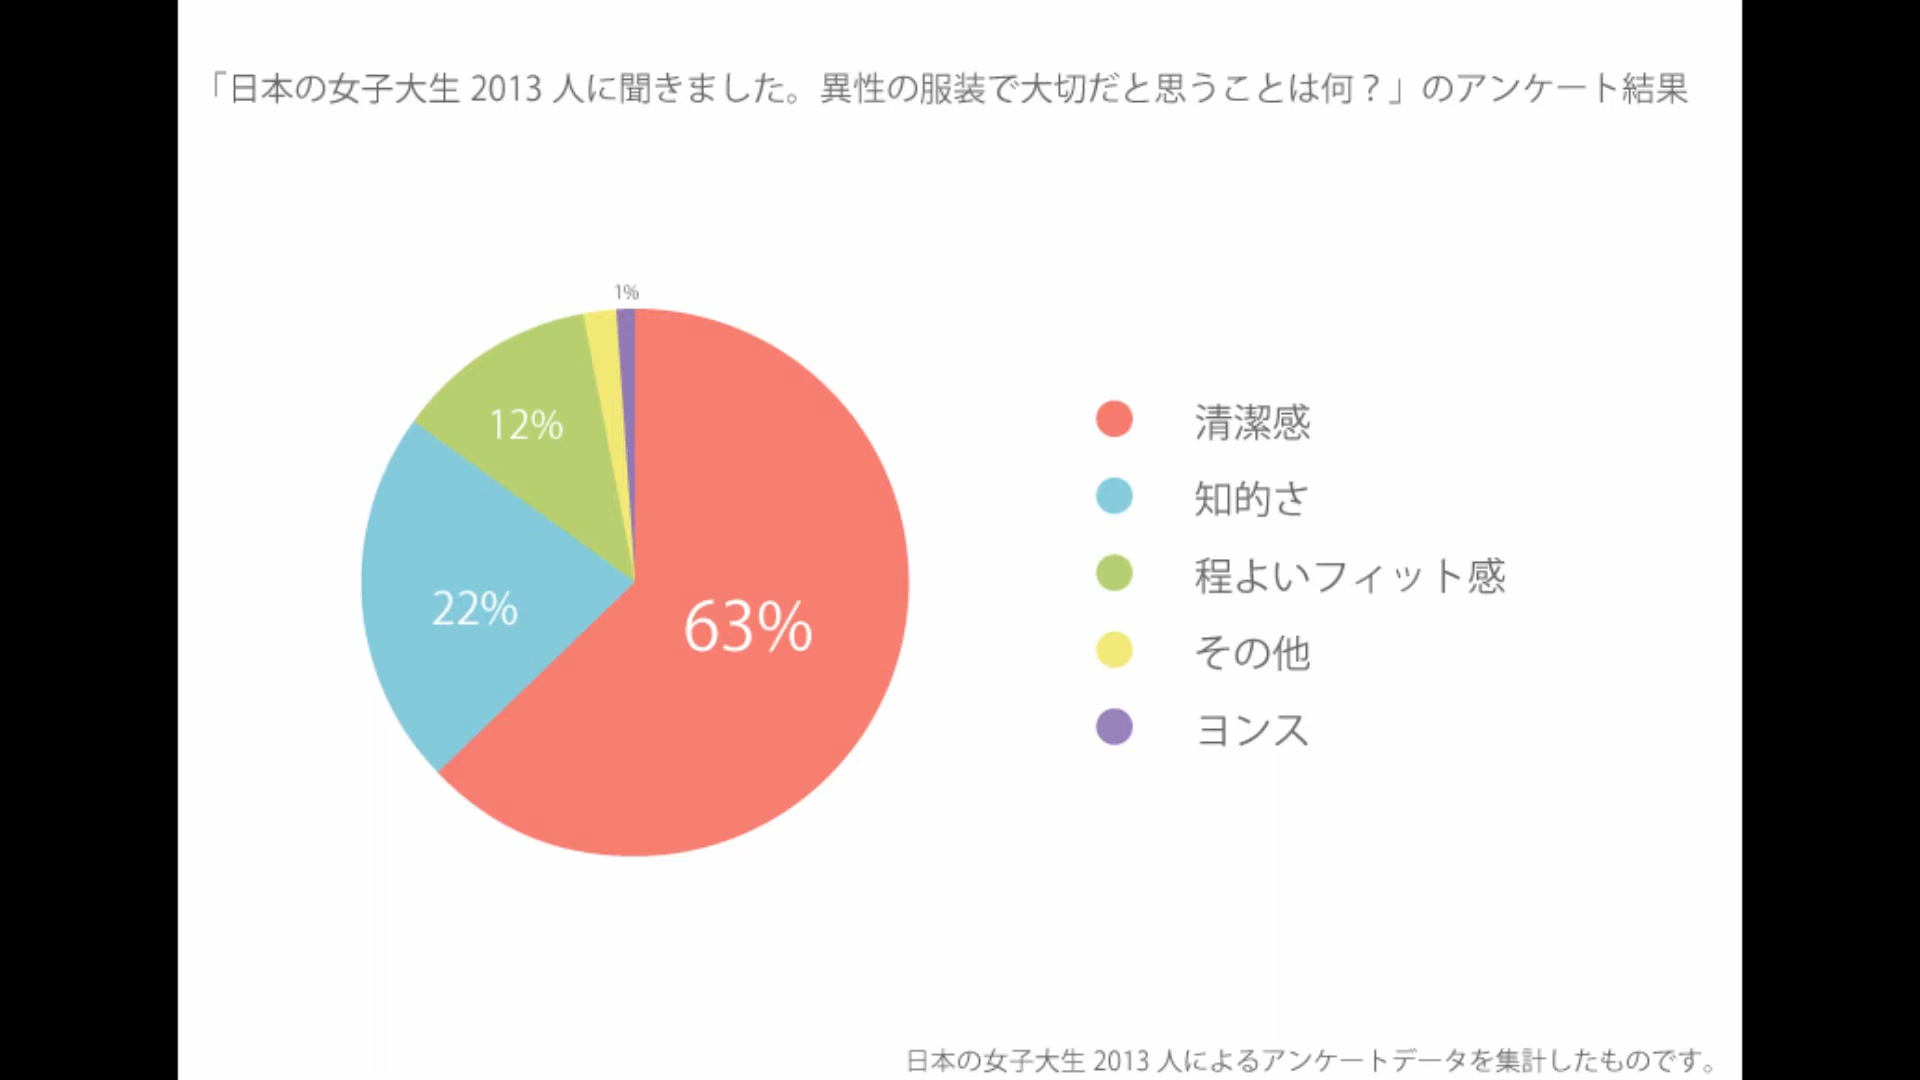 「日本の女子大生 2013 人に聞きました。異性の服装で大切だと思うことは何？」のアンケート結果
1%
12%
22%
63%
清潔感
知的さ
程よいフィット感
その他
ヨンス
日本の女子大生 2013 人によるアンケートデータを集計したものです。